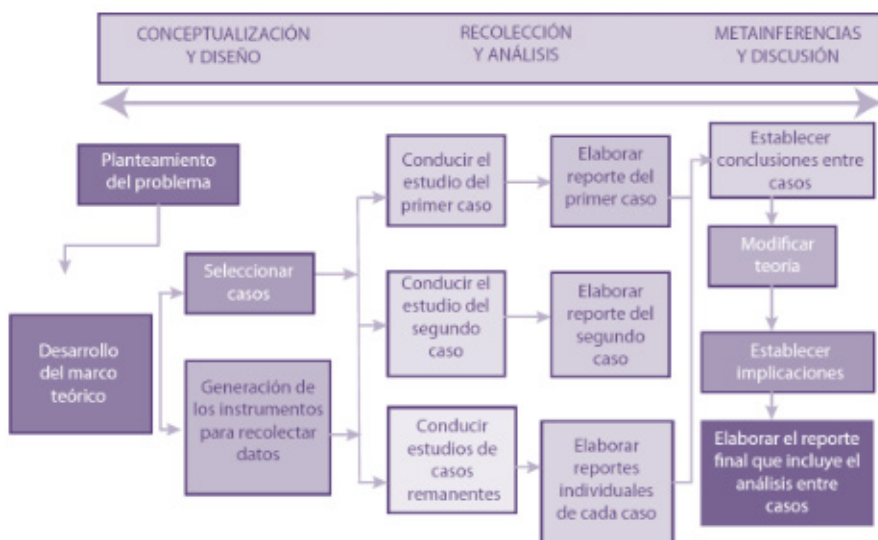 CONCEPTUALIZACIÓN
Y DISEÑO
RECOLECCIÓN
Y ANÁLISIS
METAINFERENCIAS
Y DISCUSIÓN
Planteamiento
del problema
Desarrollo
del marco
teórico
Seleccionar
casos
Generación de
los instrumentos
para recolectar
datos
Conducir el
estudio del
primer caso
Elaborar
reporte del
primer caso
Conducir el
estudio del
segundo caso
Elaborar
reporte del
segundo caso
Conducir
estudios de
casos
remanentes
Elaborar
reportes
individuales
de cada caso
Establecer
conclusiones entre
casos
Modificar
teoría
Establecer
implicaciones
Elaborar el reporte
final que incluye el
análisis entre
casos